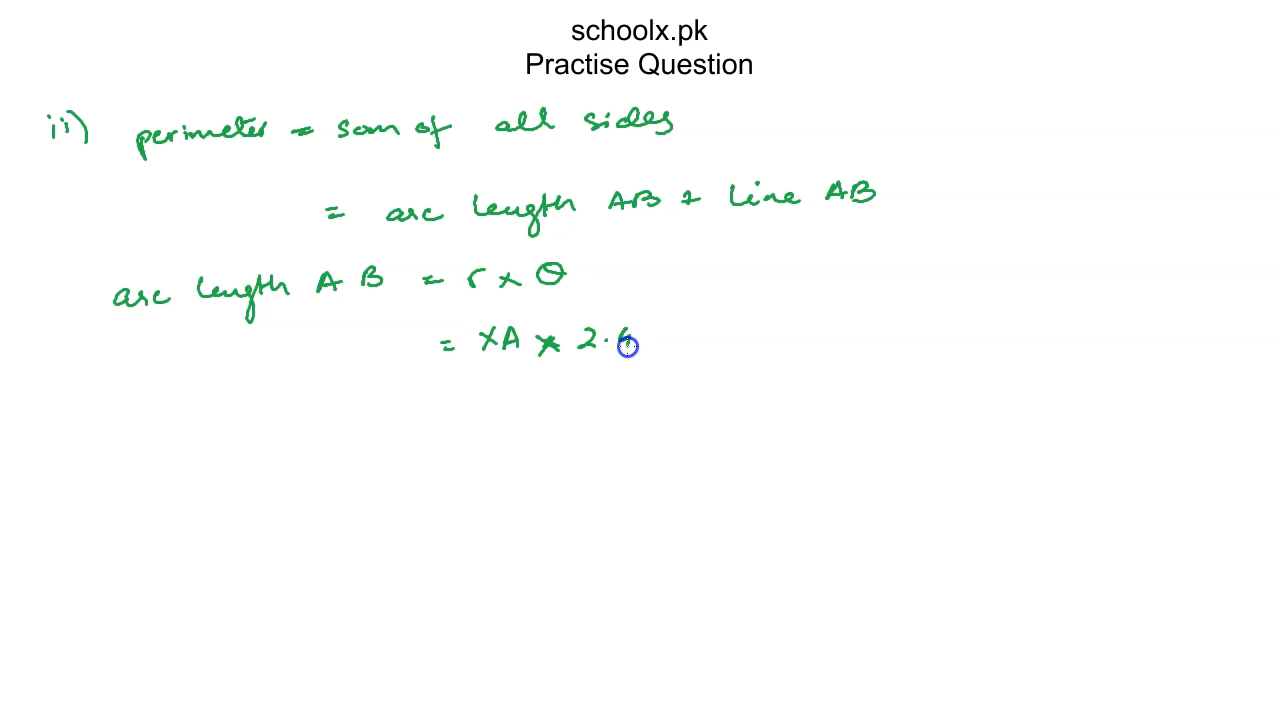 schoolx.pk
Practise Question
ii) perimeter = sum of all sides
= arc length AB + line AB
arc length AB = r × θ
= XA × 2.